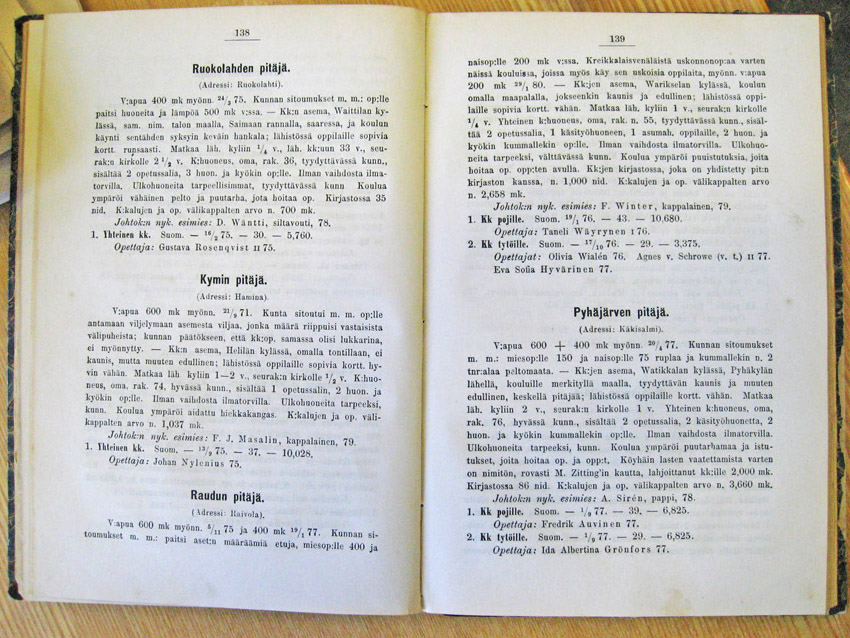 138
Ruokolahden pitäjä.
(Adressi: Ruokolahti).
V:apua 400 mk myönn. 24/2 75. Kunnan sitoumukset m. m.: op:lle
paitsi huoneita ja lämpöä 500 mk v:ssa. — Kk:n asema, Waittilan ky-
lässä, sam. nim. talon maalla, Saimaan rannalla, saaressa, ja koulun
käynti sentähden syksyin keväin hankala; lähistössä oppilaille sopivia
kortt. runsaasti. Matkaa läh. kyliin 1/4 v., läh. kk:uun 33 v., seu-
rak:n kirkolle 2 1/2 v. K:huoneus, oma, rak. 36, tyydyttävässä kunn.,
sisältää 2 opetussalia, 3 huon. ja kyökin op:lle. Ilman vaihdosta ilma-
torvilla. Ulkohuoneita tarpeellisimmat, tyydyttävässä kunn Koulua
ympäröi vähäinen pelto ja puutarha, jota hoitaa op. Kirjastossa 35
nid. K:kalujen ja op. välikappalten arvo n. 700 mk.
Johtok:n nyk. esimies: D. Wäntti, siltavouti, 78.
1. Yhteinen kk. Suom. — 16/2 75. — 30. — 5,760.
Opettaja: Gustava Rosenqvist II 75.
Kymin pitäjä.
(Adressi: Hamina).
V:apua 600 mk myönn. 21/9 71. Kunta sitoutui m. m. op:lle
antamaan viljelymaan asemesta viljaa, jonka määrä riippuisi vastaisista
välipuheista; kunnan päätökseen, että kk:op. samassa olisi lukkarina,
ei myönnytty. — Kk:n asema, Helilän kylässä, omalla tontillaan, ei
kaunis, mutta muuten edullinen; lähistössä oppilaille sopivia kortt. hy-
vin vähän. Matkaa läh kyliin 1—2 v., seurak:n kirkolle 1/2 v. K:huo-
neus, oma, rak. 74, hyvässä kunn., sisältää 1 opetussalin, 2 huon. ja
kyökin op:lle. Ilman vaihdosta ilmatorvilla. Ulkohuoneita tarpeeksi,
kunn. Koulua ympäröi aidattu hiekkakangas. K:kalujen ja op. väli-
kappalten arvo n. 1,037 mk.
Johtok:n nyk. esimies: F. J. Masalin, kappalainen, 79.
1. Yhteinen kk. Suom. — 13/9 75. — 37. — 10,028.
Opettaja: Johan Nylenius 75.
Raudun pitäjä.
(Adressi: Raivola).
V:apua 600 mk myönn. 5/11 75 ja 400 mk 19/1 77. Kunnan si-
toumukset m. m.: paitsi aset:n määräämiä etuja, miesop:lle 400 ja
139
naisop:lle 200 mk v:ssa. Kreikkalaisvenäläistä uskonnonop:aa varten
näissä kouluissa, joissa myös käy sen uskoisia oppilaita, myönn. v:apua
200 mk 29/1 80. — Kk:jen asema, Warikselan kylässä, koulun
omalla maapalalla, jokseenkin kaunis ja edullinen; lähistössä oppi-
laille sopivia kortt. vähän. Matkaa läh. kyliin 1 v., seurak:n kirkolle
1/4 v. Yhteinen k:huoneus, oma, rak. n. 55, tyydyttävässä kunn., sisäl-
tää 2 opetussalia, 1 käsityöhuoneen, 1 asumah. oppilaille, 2 huon. ja
kyökin kummallekin op:lle. Ilman vaihdosta ilmatorvilla. Ulkohuo-
neita tarpeeksi, välttävässä kunn. Koulua ympäröi puuistutuksia, joita
hoitaa op. opp:ten avulla. Kk:jen kirjastossa, joka on yhdistetty pit:n
kirjaston kanssa, n. 1,000 nid. K:kalujen ja op. välikappalten arvo
n. 2,658 mk.
Johtok:n nyk. esimies: F. Winter, kappalainen, 79.
1. Kk pojille. Suom. 19/1 76. — 43. — 10.680.
Opettaja: Taneli Wäyrynen I 76.
2. Kk tytöille. Suom. — 17/10 76. — 29. — 3,375.
Opettajat: Olivia Wialén 76. Agnes v. Schrowe (v. t.) II 77.
Eva Sofia Hyvärinen 77.
Pyhäjärven pitäjä.
(Adressi: Käkisalmi).
V:apua 600 + 400 mk myönn. 20/4 77. Kunnan sitoumukset
m. m.: miesop:lle 150 ja naisop:lle 75 ruplaa ja kummallekin n. 2
tnr:alaa peltomaata. — Kk:jen asema, Watikkalan kylässä, Pyhäkylän
lähellä, kouluille merkityllä maalla, tyydyttävän kaunis ja muuten
edullinen, keskellä pitäjää; lähistössä oppilaille sopivia kortt. vähän. Matkaa
läh. kyliin 2 v., seurak:n kirkolle 1 v. Yhteinen k:huoneus, oma,
rak. 76, hyvässä kunn., sisältää 2 opetussalia, 2 käsityöhuonetta, 2
huon. ja kyökin kummallekin op:lle. Ilman vaihdosta ilmatorvilla.
Ulkohuoneita tarpeeksi, kunn. Koulua ympäröi puutarhamaa ja istu-
tukset, joita hoitaa op. ja opp:t. Köyhäin lasten vaatettamista varten
on nimitön, rovasti M. Zitting'in kautta, lahjoittanut kk:ille 2,000 mk.
Kirjastossa 86 nid. K:kalujen ja op. välikappalten arvo n. 3,660 mk.
Johtok:n nyk. esimies: A. Sirén, pappi, 78.
1. Kk pojille. Suom. — 1/9 77. — 39. — 6,825.
Opettaja: Fredrik Auvinen 77.
2. Kk tytöille. Suom. — 1/9 77. — 29. — 6,825.
Opettaja: Ida Albertina Grönfors 77.